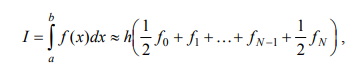 I = ∫_a^b f(x)dx ≈ h(1/2 f_0 + f_1 + ... + f_{N-1} + 1/2 f_N),